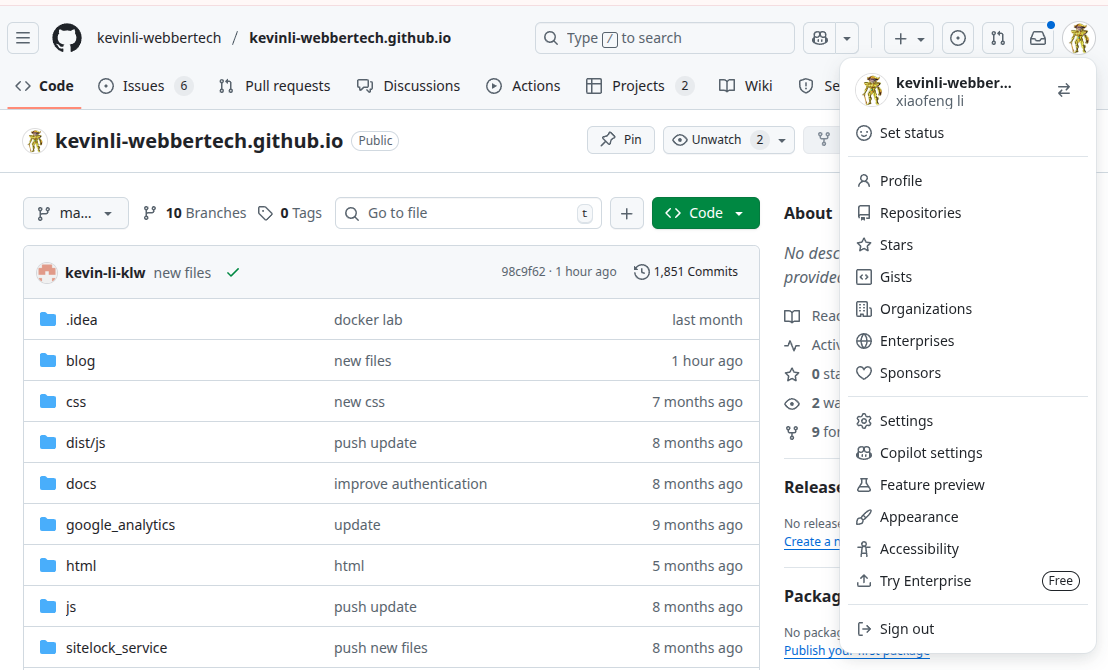 kevinli-webbertech / kevinli-webbertech.github.io
Type / to search
Code
Issues 6
Pull requests
Discussions
Actions
Projects 2
Wiki
Se
kevinli-webbertech.github.io Public
Pin
Unwatch 2
ma...
10 Branches
0 Tags
Go to file t
Code
kevin-li-klw new files 98c9f62 · 1 hour ago 1,851 Commits
.idea docker lab last month
blog new files 1 hour ago
css new css 7 months ago
dist/js push update 8 months ago
docs improve authentication 8 months ago
google_analytics update 9 months ago
html html 5 months ago
js push update 8 months ago
sitelock_service push new files 8 months ago
About
No desc
provided
Read
Activ
0 sta
2 wa
9 for
Release
No release
Create a n
Packag
No packag
Publish your first package
kevinli-webber...
xiaofeng li
Set status
Profile
Repositories
Stars
Gists
Organizations
Enterprises
Sponsors
Settings
Copilot settings
Feature preview
Appearance
Accessibility
Try Enterprise Free
Sign out